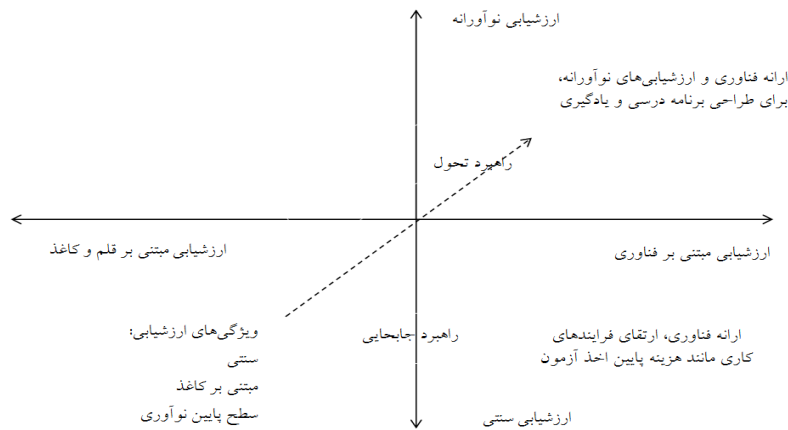 ارزشیابی نوآورانه
ارائه فناوری و ارزشیابی‌های نوآورانه،
برای طراحی برنامه درسی و یادگیری
راهبرد تحول
ارزشیابی مبتنی بر فناوری
ارزشیابی مبتنی بر قلم و کاغذ
ارائه فناوری، ارتقای فرایندهای
کاری مانند هزینه پایین اخذ آزمون
راهبرد جابجایی
ویژگی‌های ارزشیابی:
سنتی
مبتنی بر کاغذ
سطح پایین نوآوری
ارزشیابی سنتی